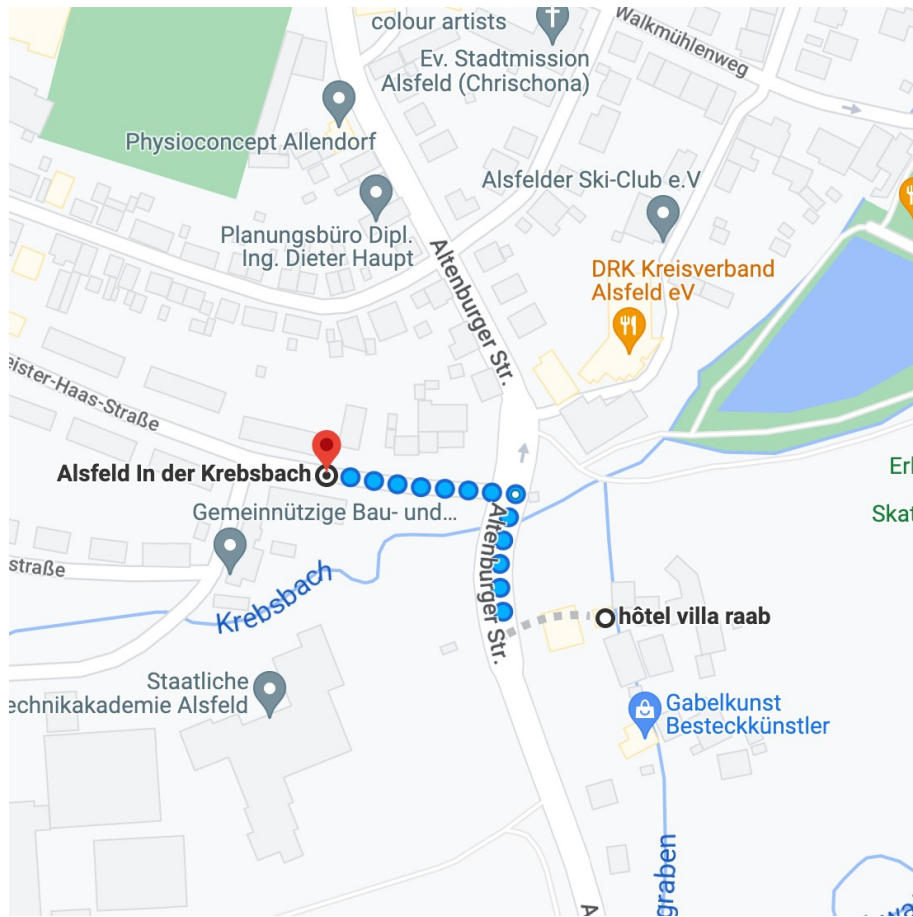 colour artists
Ev. Stadtmission
Alsfeld (Chrischona)
Walkmühlenweg
Physioconcept Allendorf
Alsfelder Ski-Club e.V
Planungsbüro Dipl.
Ing. Dieter Haupt
Altenburger Str.
DRK Kreisverband
Alsfeld eV
eister-Haas-Straße
Alsfeld In der Krebsbach
Erl
Gemeinnützige Bau- und...
Skat
Altenburger Str.
straße
Krebsbach
hôtel villa raab
Staatliche
echnikakademie Alsfeld
Gabelkunst
Besteckkünstler
graben
A